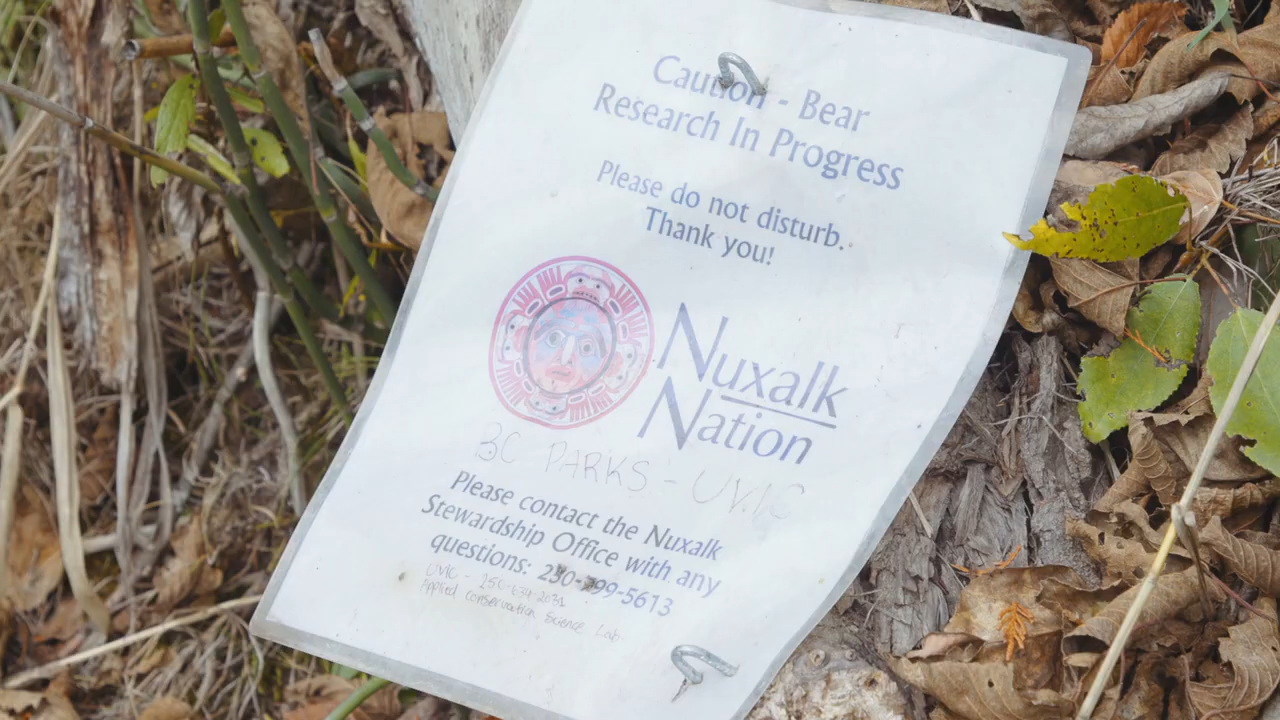 Caution - Bear
Research In Progress
Please do not disturb.
Thank you!
Nuxalk
Nation
BC PARKS - UVIC
Please contact the Nuxalk
Stewardship Office with any
questions: 250-799-5613
UVIC -
Applied Conservation Science Lab